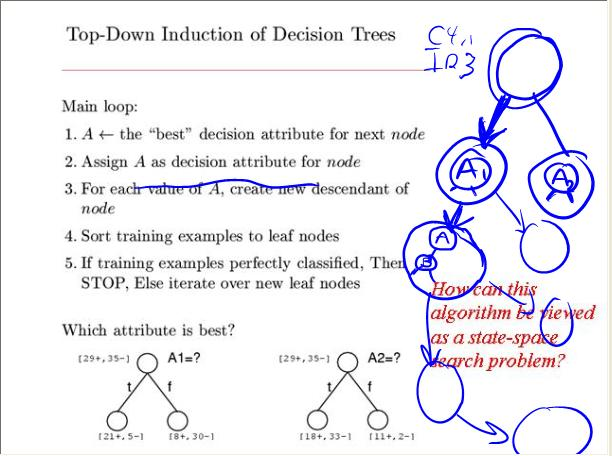 Top-Down Induction of Decision Trees
C4.1
ID3
Main loop:
1. A ← the “best” decision attribute for next node
2. Assign A as decision attribute for node
3. For each value of A, create new descendant of
node
4. Sort training examples to leaf nodes
5. If training examples perfectly classified, Then
STOP, Else iterate over new leaf nodes
A1
A2
A
B
How can this
algorithm be viewed
as a state-space
search problem?
Which attribute is best?
[29+,35-] A1=?
t f
[21+,5-] [8+,30-]
[29+,35-] A2=?
t f
[18+,33-] [11+,2-]